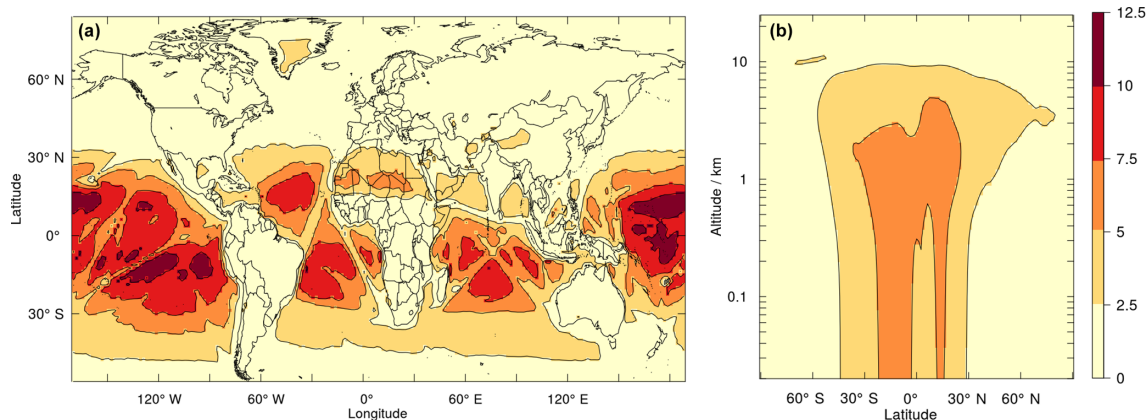 (a)
60° N
30° N
0°
30° S
Latitude
120° W
60° W
0°
60° E
120° E
Longitude
(b)
10
1
0.1
Altitude / km
60° S
30° S
0° N
30° N
60° N
Latitude
12.5
10
7.5
5
2.5
0